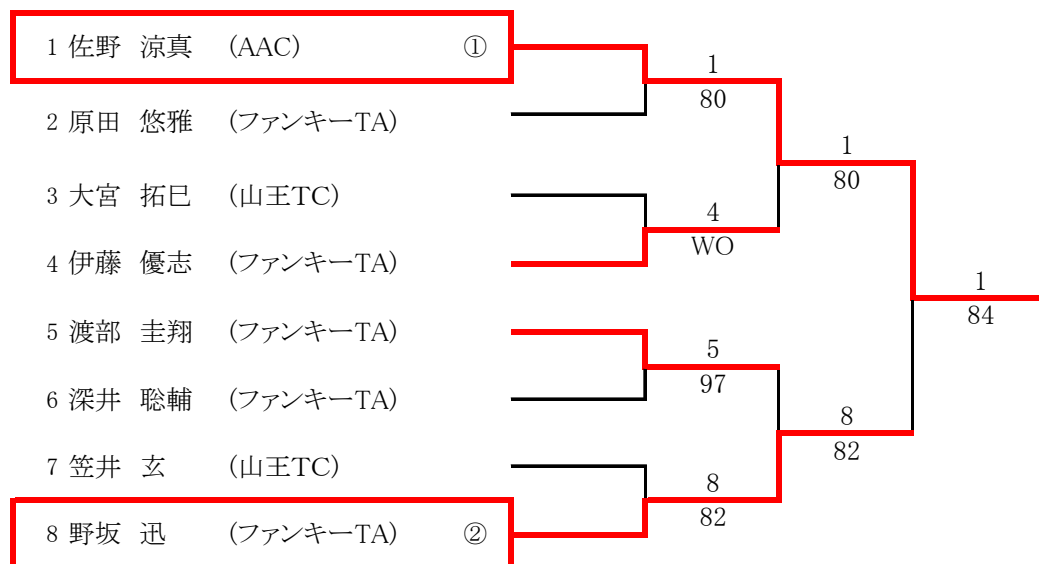 1 佐野 涼真 (AAC) ①
2 原田 悠雅 (ファンキーTA)
3 大宮 拓巳 (山王TC)
4 伊藤 優志 (ファンキーTA)
5 渡部 圭翔 (ファンキーTA)
6 深井 聡輔 (ファンキーTA)
7 笠井 玄 (山王TC)
8 野坂 迅 (ファンキーTA) ②
1
80
4
WO
5
97
8
82
1
80
8
82
1
84